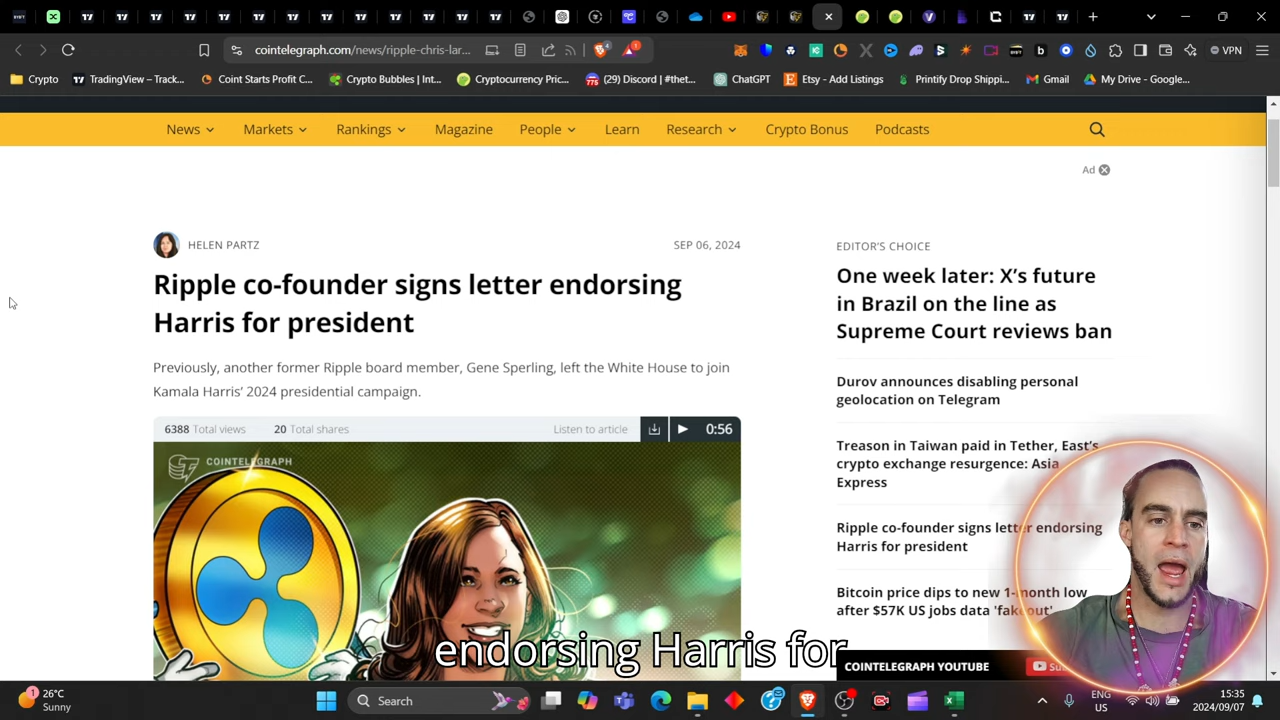 cointelegraph.com/news/ripple-chris-lar...
4
1
VPN
Crypto
TradingView – Track...
Coint Starts Profit C...
Crypto Bubbles | Int...
Cryptocurrency Pric...
775
(29) Discord | #thet...
ChatGPT
Etsy - Add Listings
Printify Drop Shippi...
Gmail
My Drive - Google...
News
Markets
Rankings
Magazine
People
Learn
Research
Crypto Bonus
Podcasts
Ad
HELEN PARTZ
SEP 06, 2024
Ripple co-founder signs letter endorsing
Harris for president
Previously, another former Ripple board member, Gene Sperling, left the White House to join
Kamala Harris’ 2024 presidential campaign.
6388 Total views
20 Total shares
Listen to article
0:56
COINTELEGRAPH
EDITOR’S CHOICE
One week later: X’s future
in Brazil on the line as
Supreme Court reviews ban
Durov announces disabling personal
geolocation on Telegram
Treason in Taiwan paid in Tether, East’s
crypto exchange resurgence: Asia
Express
Ripple co-founder signs letter endorsing
Harris for president
Bitcoin price dips to new 1-month low
after $57K US jobs data 'fakeout'
COINTELEGRAPH YOUTUBE
endorsing Harris for
1
26°C
Sunny
Search
ENG
US
15:35
2024/09/07